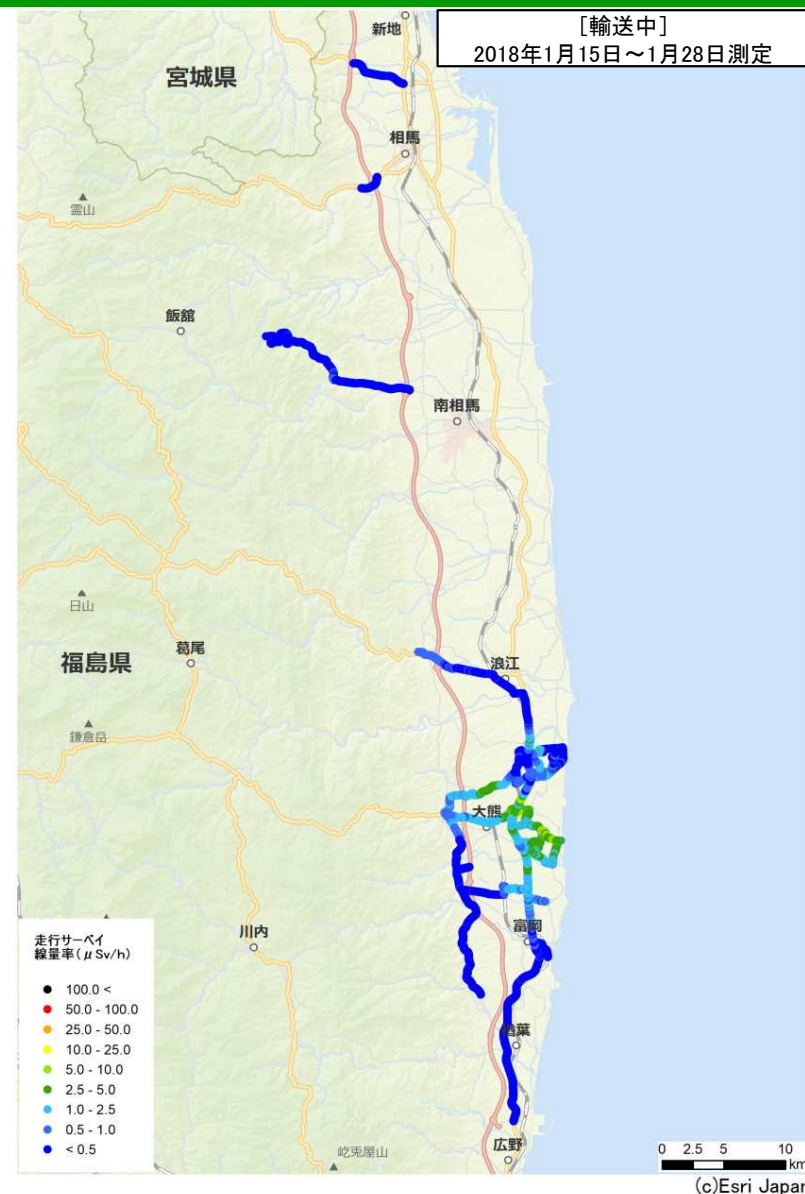 [輸送中]
2018年1月15日~1月28日測定
新地
宮城県
相馬
霊山
飯舘
南相馬
日山
福島県
葛尾
浪江
鎌倉岳
大熊
川内
富岡
楢葉
屹兎屋山
広野
走行サーベイ
線量率(μSv/h)
100.0 <
50.0 - 100.0
25.0 - 50.0
10.0 - 25.0
5.0 - 10.0
2.5 - 5.0
1.0 - 2.5
0.5 - 1.0
< 0.5
0 2.5 5 10
km
(c)Esri Japan